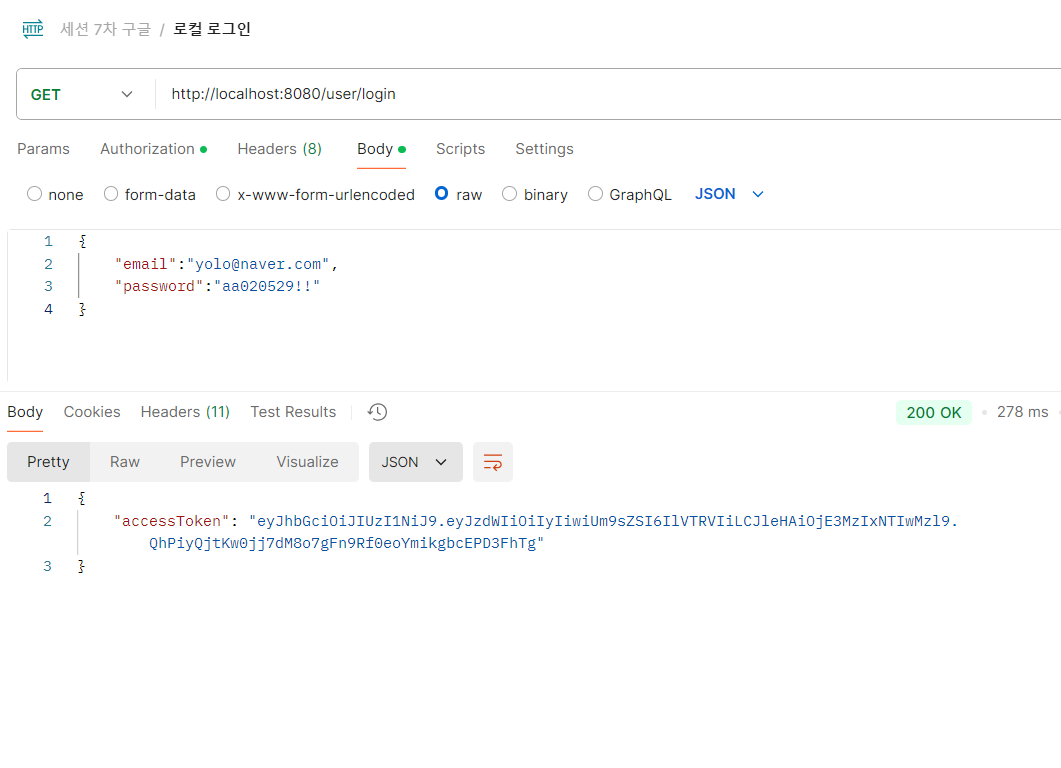 HTTP 세션 7차 구글 / 로컬 로그인
GET http://localhost:8080/user/login
Params Authorization Headers (8) Body Scripts Settings
none form-data x-www-form-urlencoded raw binary GraphQL JSON
1 {
2 "email":"yolo@naver.com",
3 "password":"aa020529!!"
4 }
Body Cookies Headers (11) Test Results 200 OK 278 ms
Pretty Raw Preview Visualize JSON
1 {
2 "accessToken": "eyJhbGciOiJIUzI1NiJ9.eyJzdWIiOiIyIiwiUm9sZSI6IlVTRVIiLCJleHAiOjE3MzIxNTIwMzl9.
QhPiyQjtKw0jj7dM8o7gFn9Rf0eoYmikgbcEPD3FhTg"
3 }